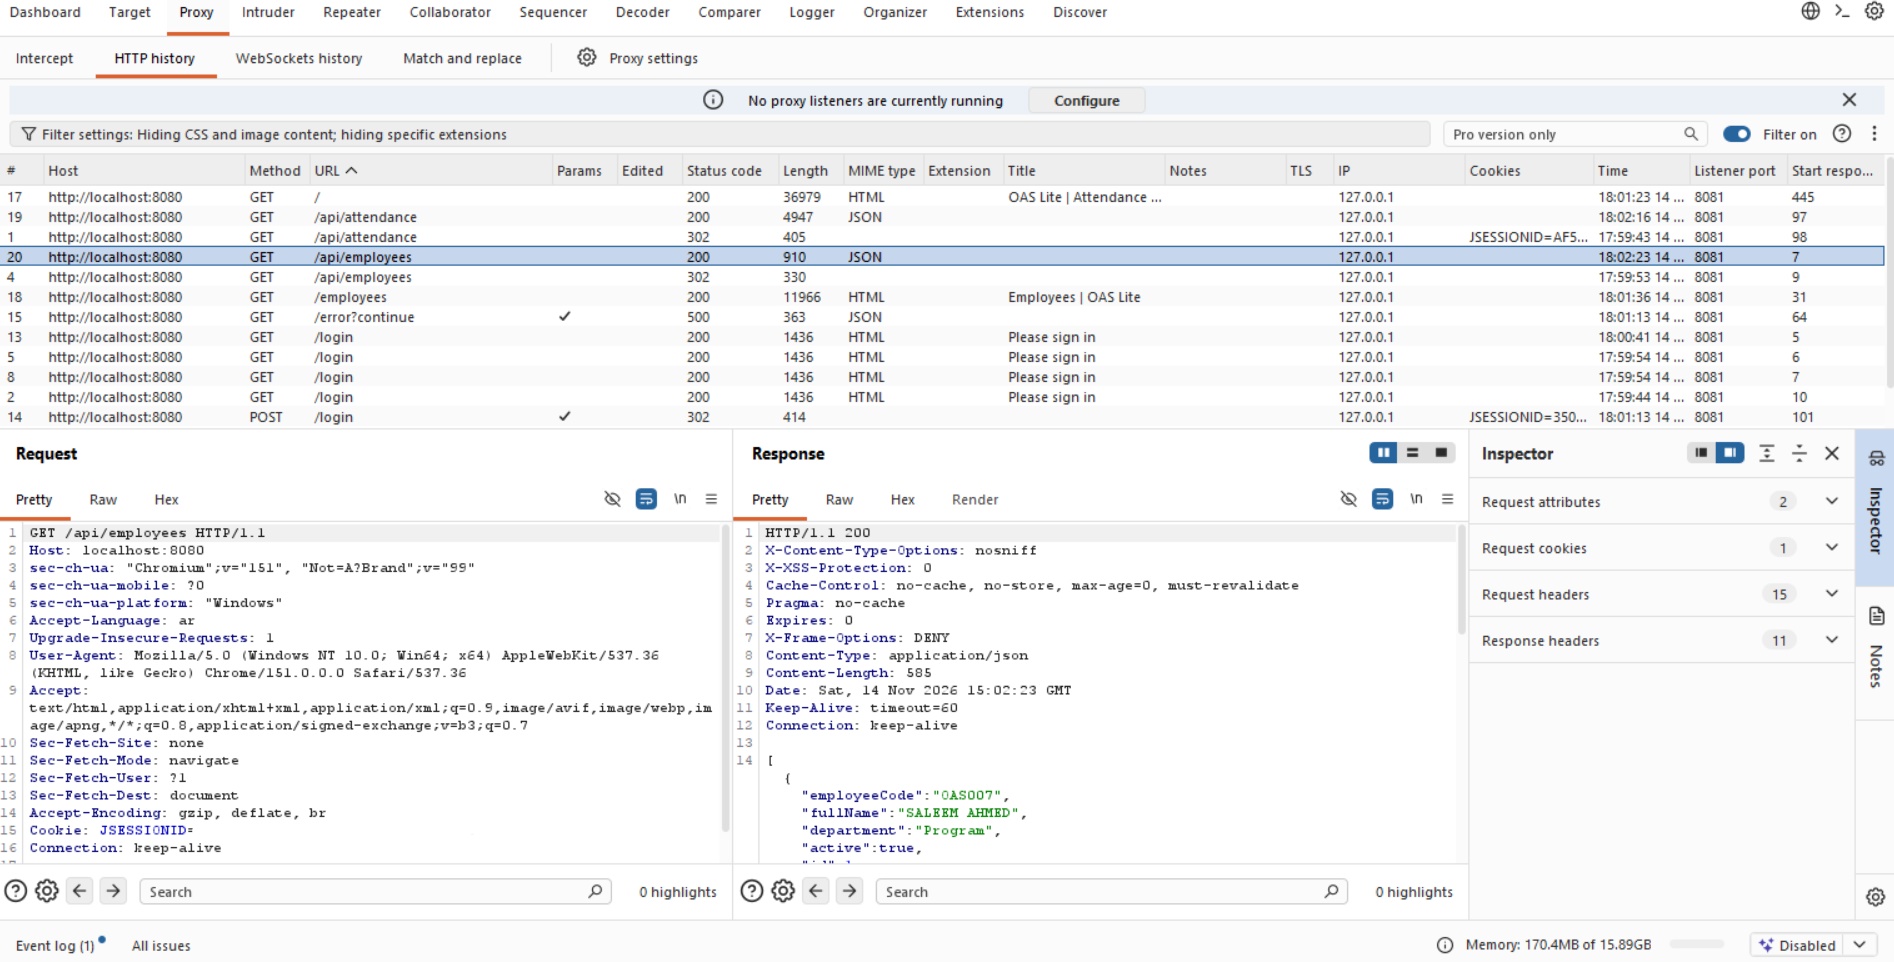 Dashboard Target Proxy Intruder Repeater Collaborator Sequencer Decoder Comparer Logger Organizer Extensions Discover
Intercept HTTP history WebSockets history Match and replace Proxy settings
No proxy listeners are currently running Configure
Filter settings: Hiding CSS and image content; hiding specific extensions Pro version only Filter on
# Host Method URL Params Edited Status code Length MIME type Extension Title Notes TLS IP Cookies Time Listener port Start respo...
17 http://localhost:8080 GET / 200 36979 HTML OAS Lite | Attendance ... 127.0.0.1 18:01:23 14 ... 8081 445
19 http://localhost:8080 GET /api/attendance 200 4947 JSON 127.0.0.1 18:02:16 14 ... 8081 97
1 http://localhost:8080 GET /api/attendance 302 405 127.0.0.1 JSESSIONID=AF5... 17:59:43 14 ... 8081 98
20 http://localhost:8080 GET /api/employees 200 910 JSON 127.0.0.1 18:02:23 14 ... 8081 7
4 http://localhost:8080 GET /api/employees 302 330 127.0.0.1 17:59:53 14 ... 8081 9
18 http://localhost:8080 GET /employees 200 11966 HTML Employees | OAS Lite 127.0.0.1 18:01:36 14 ... 8081 31
15 http://localhost:8080 GET /error?continue ✓ 500 363 JSON 127.0.0.1 18:01:13 14 ... 8081 64
13 http://localhost:8080 GET /login 200 1436 HTML Please sign in 127.0.0.1 18:00:41 14 ... 8081 5
5 http://localhost:8080 GET /login 200 1436 HTML Please sign in 127.0.0.1 17:59:54 14 ... 8081 6
8 http://localhost:8080 GET /login 200 1436 HTML Please sign in 127.0.0.1 17:59:54 14 ... 8081 7
2 http://localhost:8080 GET /login 200 1436 HTML Please sign in 127.0.0.1 17:59:44 14 ... 8081 10
14 http://localhost:8080 POST /login ✓ 302 414 127.0.0.1 JSESSIONID=350... 18:01:13 14 ... 8081 101
Request
Pretty Raw Hex \n
1 GET /api/employees HTTP/1.1
2 Host: localhost:8080
3 sec-ch-ua: "Chromium";v="151", "Not=A?Brand";v="99"
4 sec-ch-ua-mobile: ?0
5 sec-ch-ua-platform: "Windows"
6 Accept-Language: ar
7 Upgrade-Insecure-Requests: 1
8 User-Agent: Mozilla/5.0 (Windows NT 10.0; Win64; x64) AppleWebKit/537.36
(KHTML, like Gecko) Chrome/151.0.0.0 Safari/537.36
9 Accept:
text/html,application/xhtml+xml,application/xml;q=0.9,image/avif,image/webp,im
age/apng,*/*;q=0.8,application/signed-exchange;v=b3;q=0.7
10 Sec-Fetch-Site: none
11 Sec-Fetch-Mode: navigate
12 Sec-Fetch-User: ?1
13 Sec-Fetch-Dest: document
14 Accept-Encoding: gzip, deflate, br
15 Cookie: JSESSIONID=
16 Connection: keep-alive
Search 0 highlights
Response
Pretty Raw Hex Render \n
1 HTTP/1.1 200
2 X-Content-Type-Options: nosniff
3 X-XSS-Protection: 0
4 Cache-Control: no-cache, no-store, max-age=0, must-revalidate
5 Pragma: no-cache
6 Expires: 0
7 X-Frame-Options: DENY
8 Content-Type: application/json
9 Content-Length: 585
10 Date: Sat, 14 Nov 2026 15:02:23 GMT
11 Keep-Alive: timeout=60
12 Connection: keep-alive
13
14 [
{
"employeeCode":"OAS007",
"fullName":"SALEEM AHMED",
"department":"Program",
"active":true,
Search 0 highlights
Inspector
Request attributes 2
Request cookies 1
Request headers 15
Response headers 11
Inspector
Notes
Event log (1) All issues Memory: 170.4MB of 15.89GB Disabled